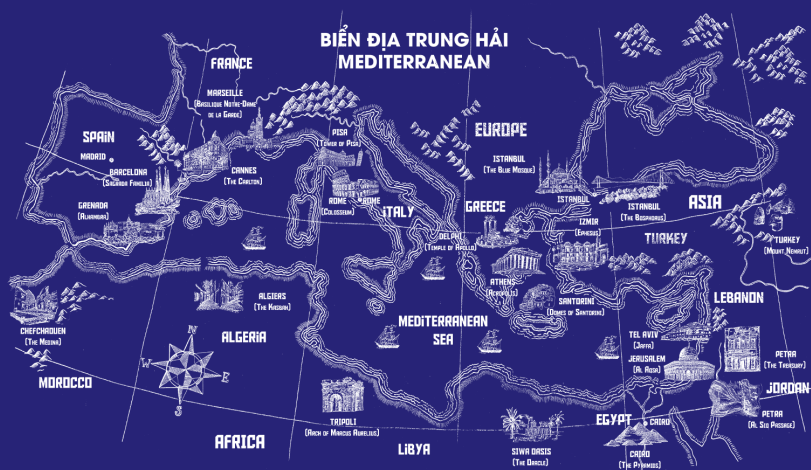 BIỂN ĐỊA TRUNG HẢI
MEDITERRANEAN
FRANCE
MARSEILLE
(BASILIQUE NOTRE-DAME
DE LA GARDE)
SPAIN
MADRID
BARCELONA
(SAGRADA FAMILIA)
GRENADA
(ALHAMBRA)
CANNES
(THE CARLTON)
PISA
(TOWER OF PISA)
ROME
(COLOSSEUM)
ROME
ITALY
EUROPE
ISTANBUL
(THE BLUE MOSQUE)
ISTANBUL
ISTANBUL
(THE BOSPHORUS)
ASIA
GREECE
DELPHI
(TEMPLE OF APOLLO)
IZMIR
(EPHESUS)
TURKEY
TURKEY
(MOUNT NEMRUT)
ATHENS
(ACROPOLIS)
SANTORINI
(DOMES OF SANTORINI)
LEBANON
CHEFCHAOUEN
(THE MEDINA)
ALGIERS
(THE KASBAH)
ALGERIA
MEDITERRANEAN
SEA
TEL AVIV
(JAFFA)
JERUSALEM
(AL AQSA)
PETRA
(THE TREASURY)
JORDAN
PETRA
(AL SIQ PASSAGE)
MOROCCO
N
W
E
S
TRIPOLI
(ARCH OF MARCUS AURELIUS)
AFRICA
LIBYA
SIWA OASIS
(THE ORACLE)
EGYPT
CAIRO
CAIRO
(THE PYRAMIDS)